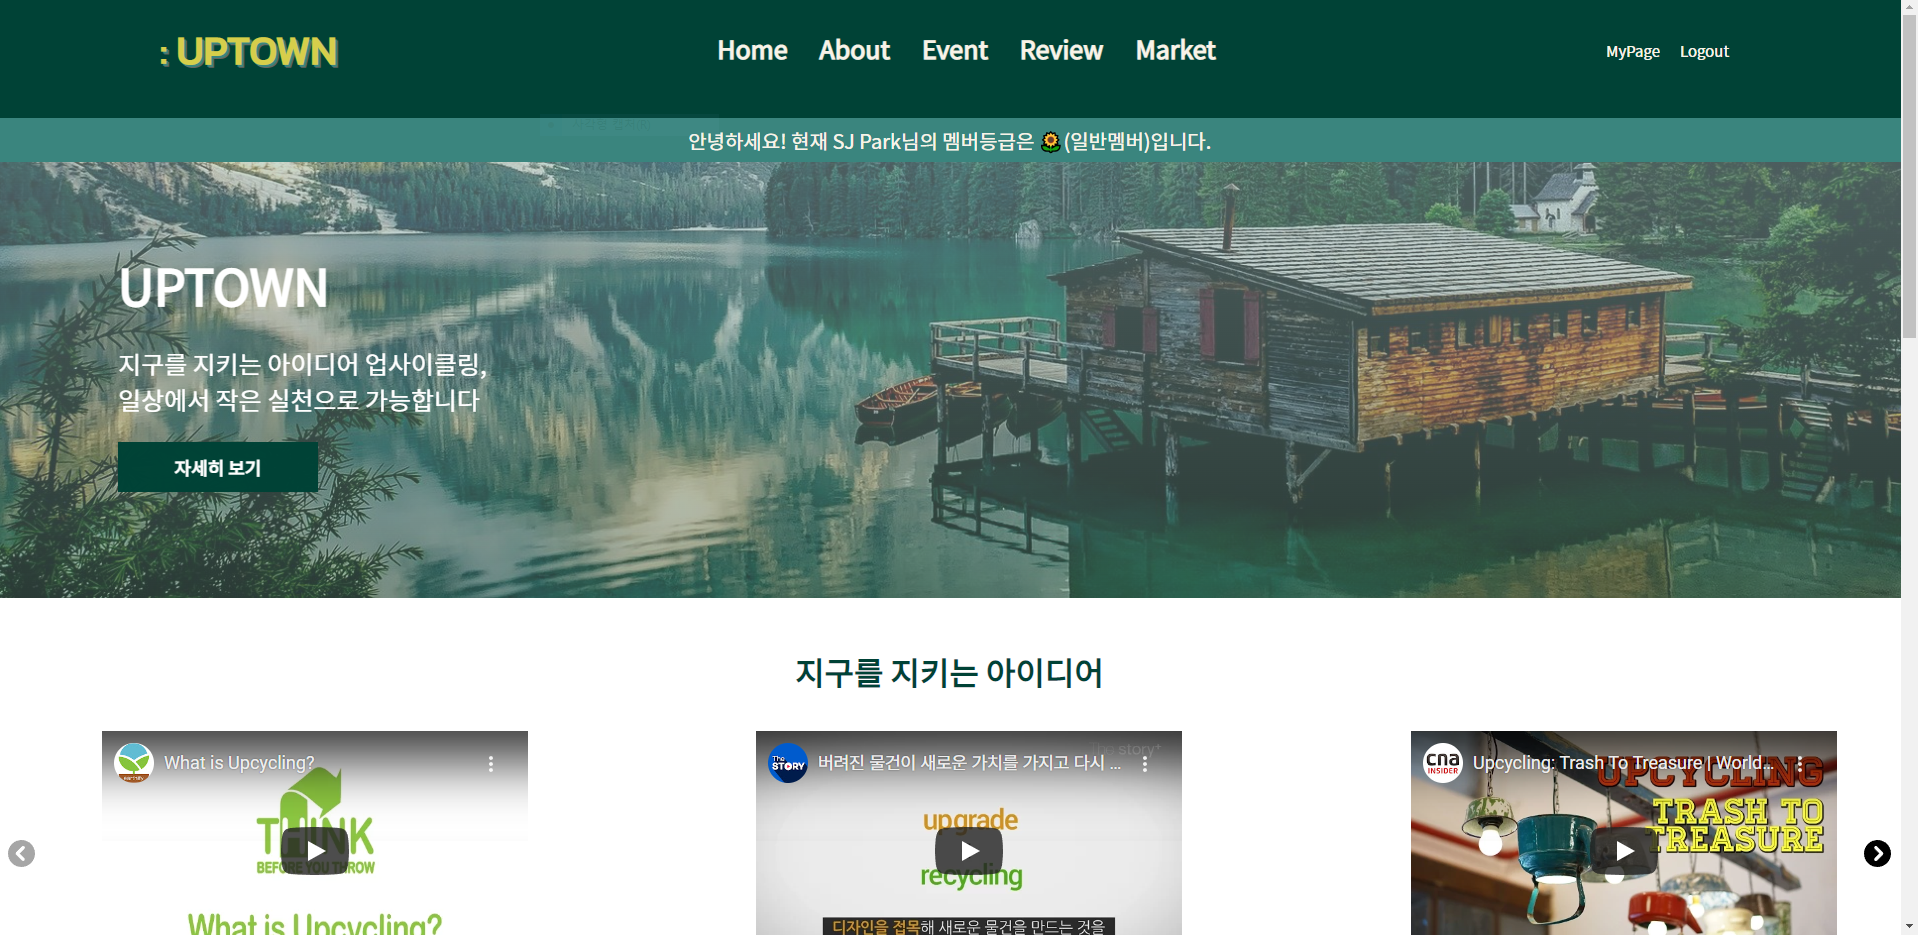 : UPTOWN
Home About Event Review Market
MyPage Logout
안녕하세요! 현재 SJ Park님의 멤버등급은 🌻(일반멤버)입니다.
UPTOWN
지구를 지키는 아이디어 업사이클링,
일상에서 작은 실천으로 가능합니다
자세히 보기
지구를 지키는 아이디어
What is Upcycling?
THINK
BEFORE YOU THROW
What is Upcycling?
The STORY
버려진 물건이 새로운 가치를 가지고 다시 ...
The story+
upgrade
recycling
디자인을 접목해 새로운 물건을 만드는 것을
cna
INSIDER
Upcycling: Trash To Treasure | World...
UPCYCLING
TRASH TO
TREASURE